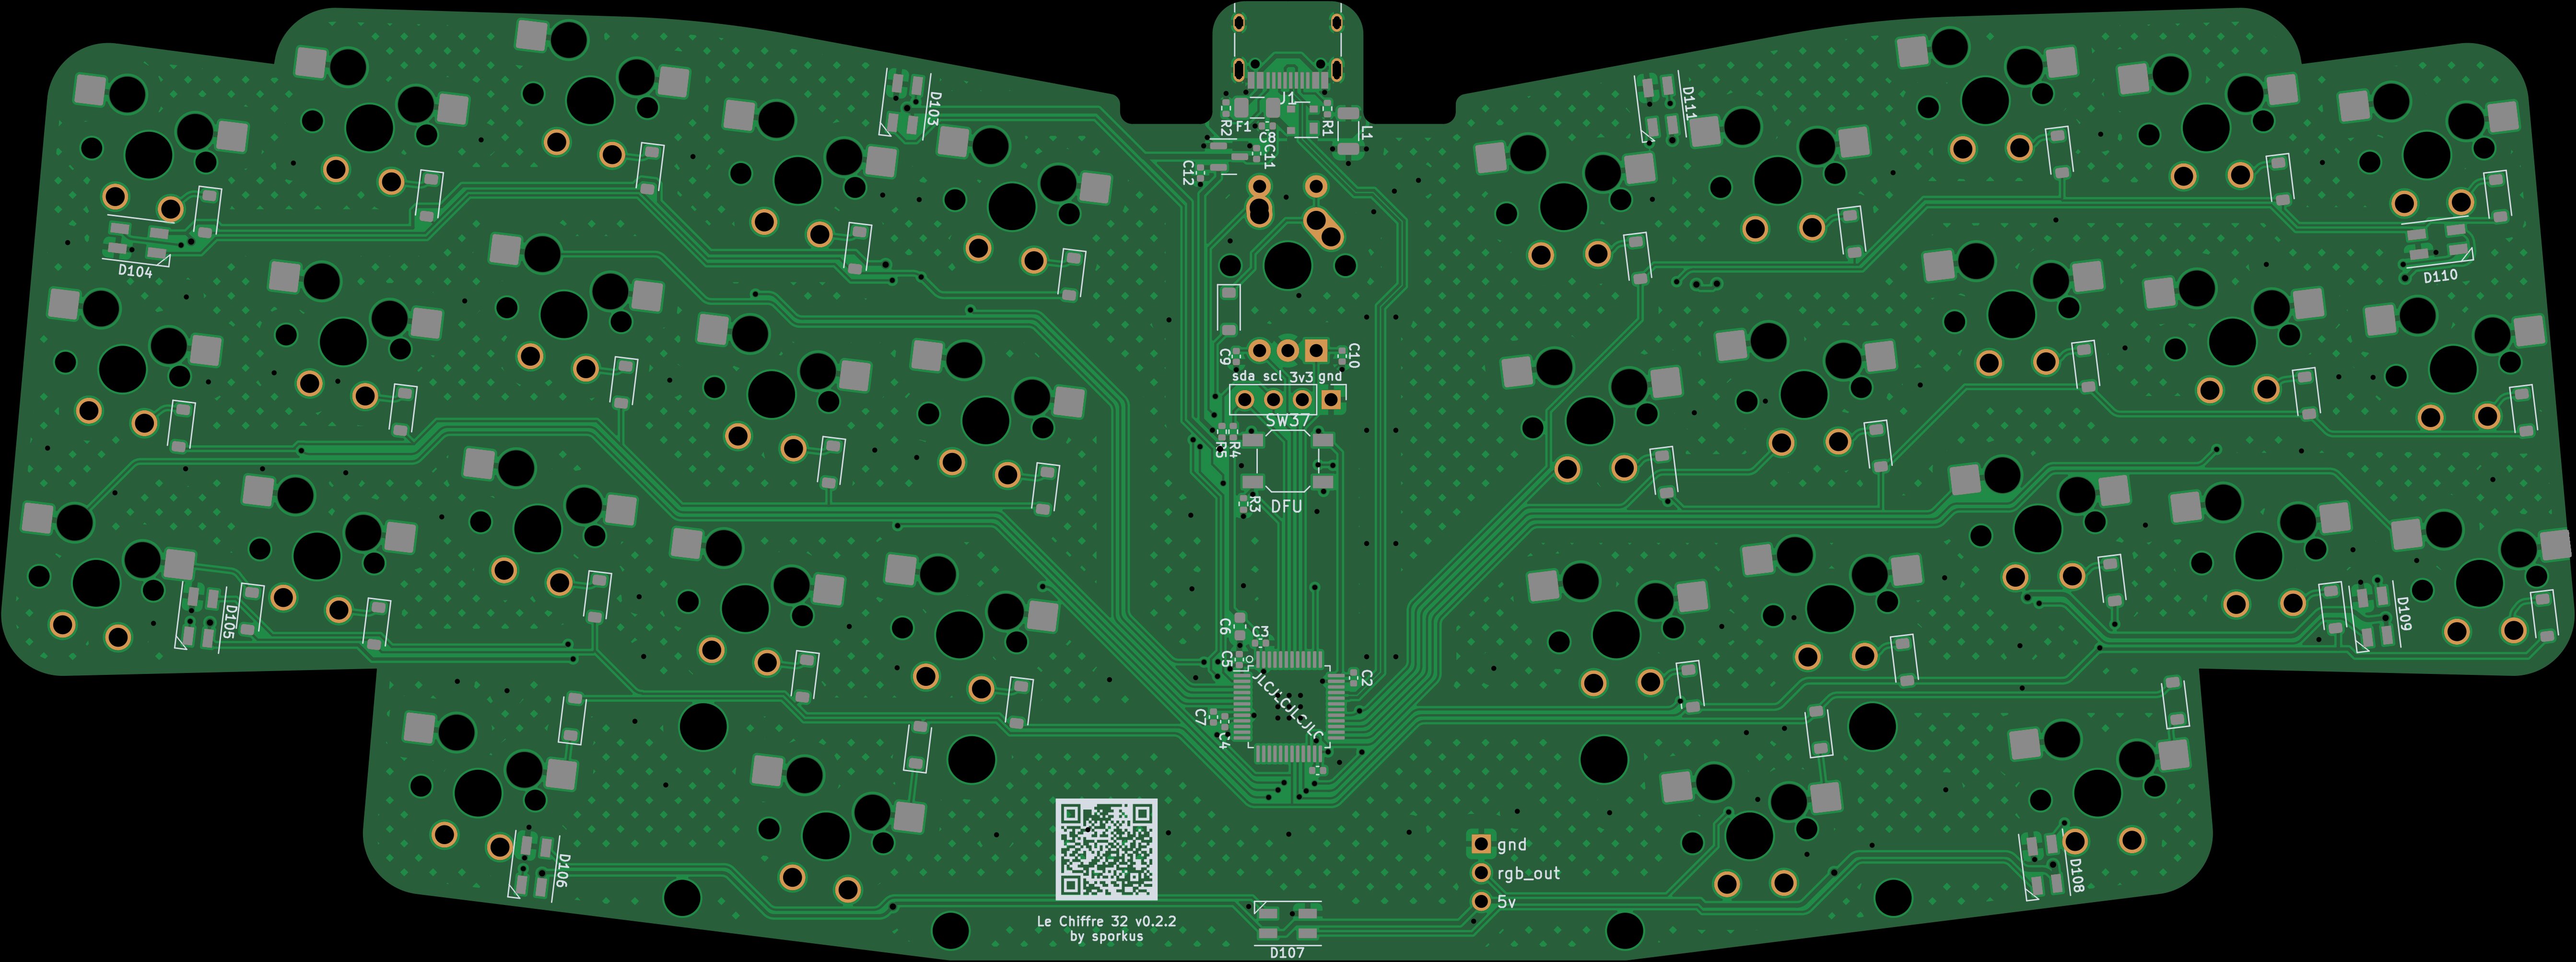 D103
D111
J1
R2
F1
C8
C11
R1
L1
C12
D104
D110
C9
C10
sda scl 3v3 gnd
SW37
R5
R4
R3
DFU
D105
D109
C6
C3
C5
C2
JLCJLCJLCJLC
C7
C4
gnd
rgb_out
5v
D106
D108
Le Chiffre 32 v0.2.2
by sporkus
D107